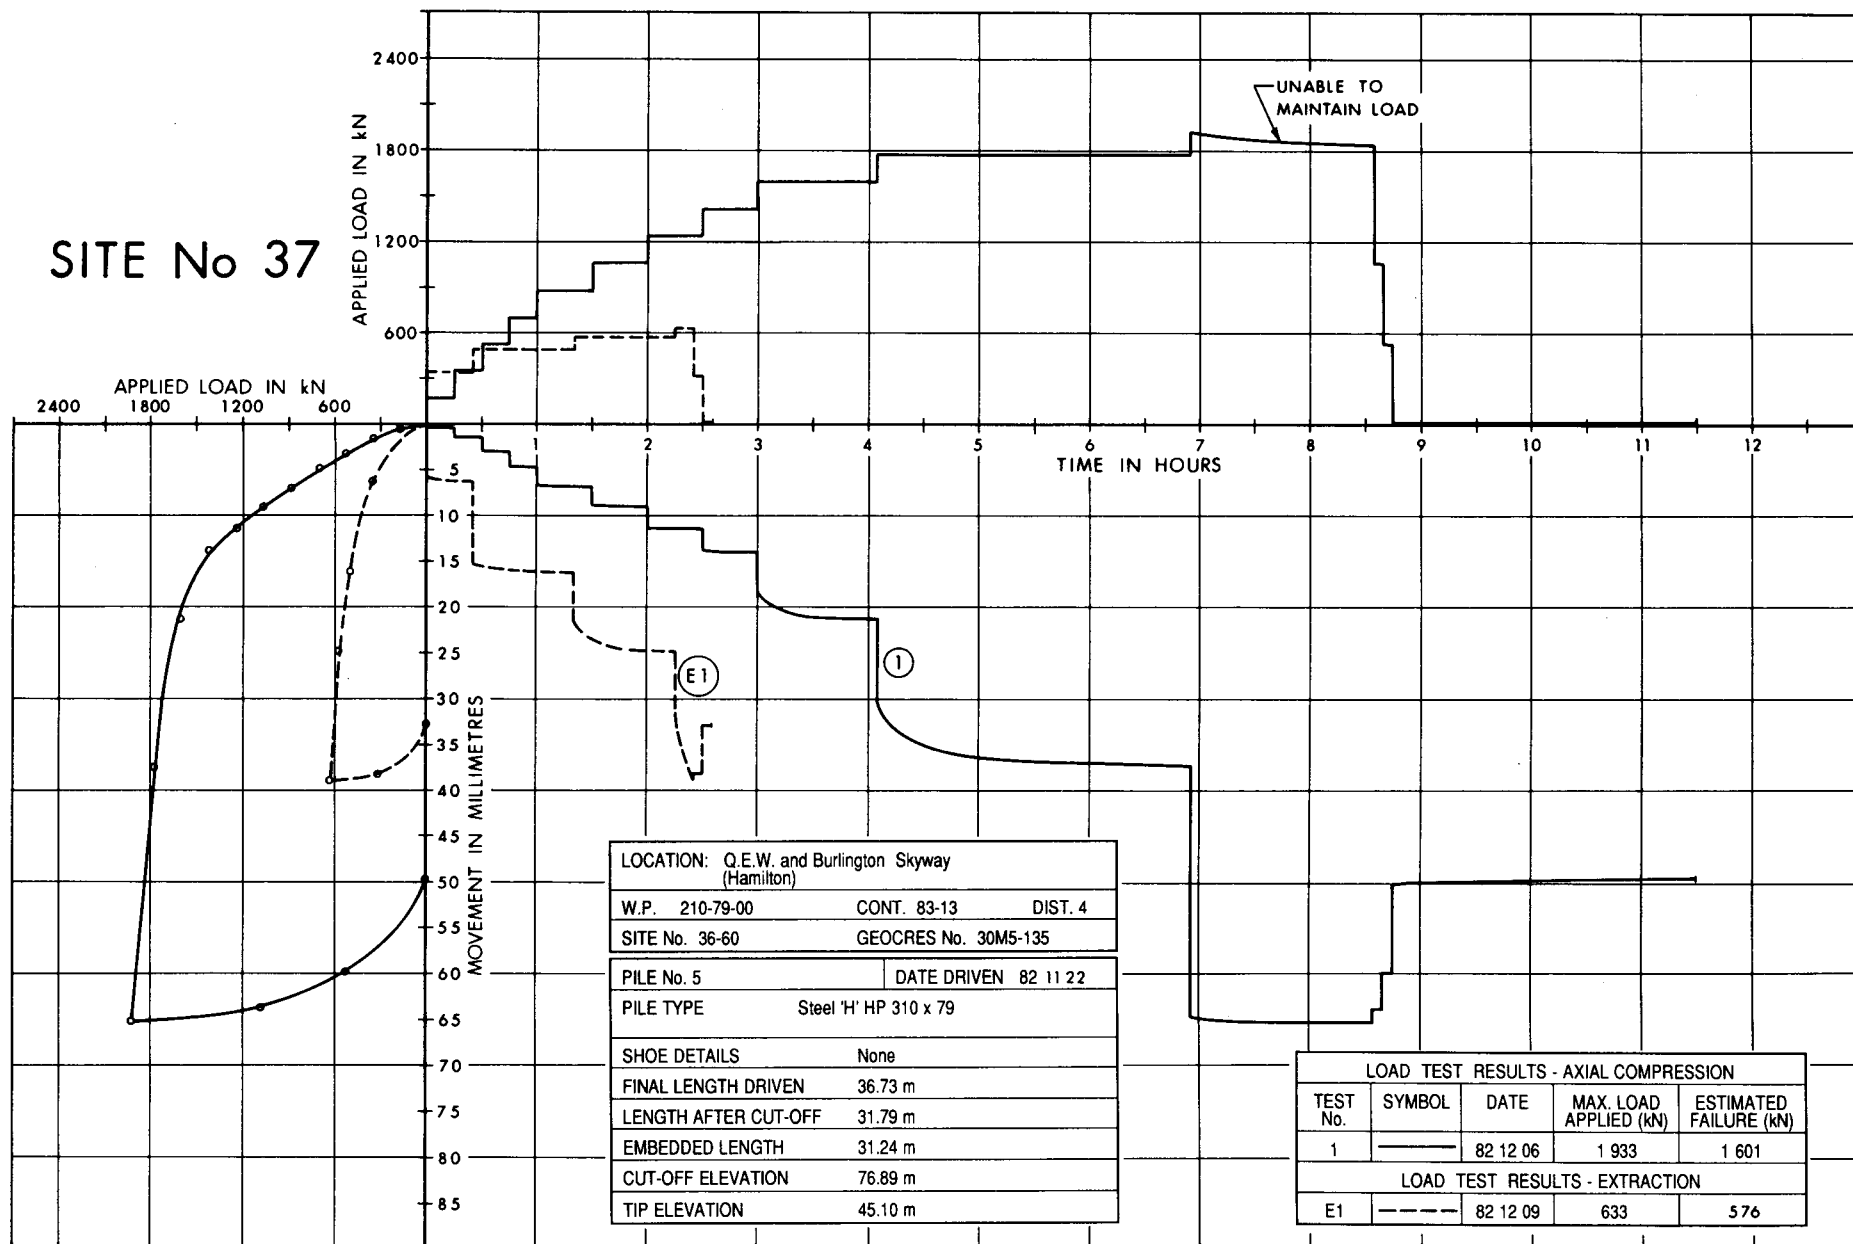 SITE No 37
APPLIED LOAD IN kN
2400
1800
1200
600
UNABLE TO
MAINTAIN LOAD
APPLIED LOAD IN kN
2400 1800 1200 600
1 2 3 4 5 6 7 8 9 10 11 12
TIME IN HOURS
5
10
15
20
25
30
35
40
45
50
55
60
65
70
75
80
85
MOVEMENT IN MILLIMETRES
E1
1
LOCATION: Q.E.W. and Burlington Skyway
(Hamilton)
W.P. 210-79-00 CONT. 83-13 DIST. 4
SITE No. 36-60 GEOCRES No. 30M5-135
PILE No. 5 DATE DRIVEN 82 11 22
PILE TYPE Steel 'H' HP 310 x 79
SHOE DETAILS None
FINAL LENGTH DRIVEN 36.73 m
LENGTH AFTER CUT-OFF 31.79 m
EMBEDDED LENGTH 31.24 m
CUT-OFF ELEVATION 76.89 m
TIP ELEVATION 45.10 m
LOAD TEST RESULTS - AXIAL COMPRESSION
TEST No. SYMBOL DATE MAX. LOAD APPLIED (kN) ESTIMATED FAILURE (kN)
1 82 12 06 1 933 1 601
LOAD TEST RESULTS - EXTRACTION
E1 82 12 09 633 576